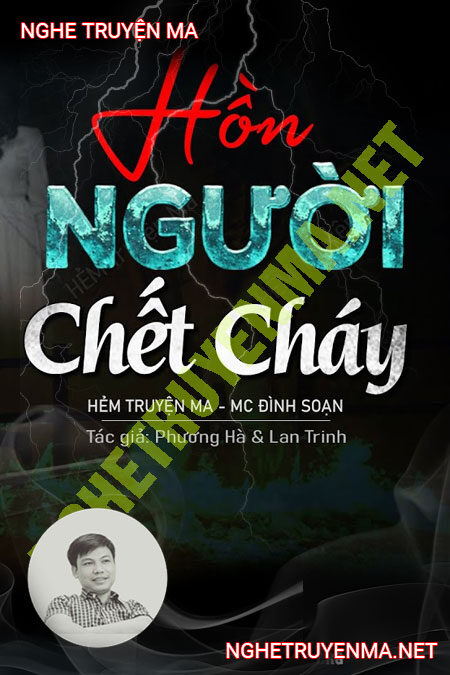 NGHE TRUYỆN MA
Hồn
NGƯỜI
Chết Cháy
HẺM TRUYỆN MA - MC ĐÌNH SOẠN
Tác giả: Phương Hà & Lan Trinh
NGHETRUYENMA.NET
NGHETRUYENMA.NET